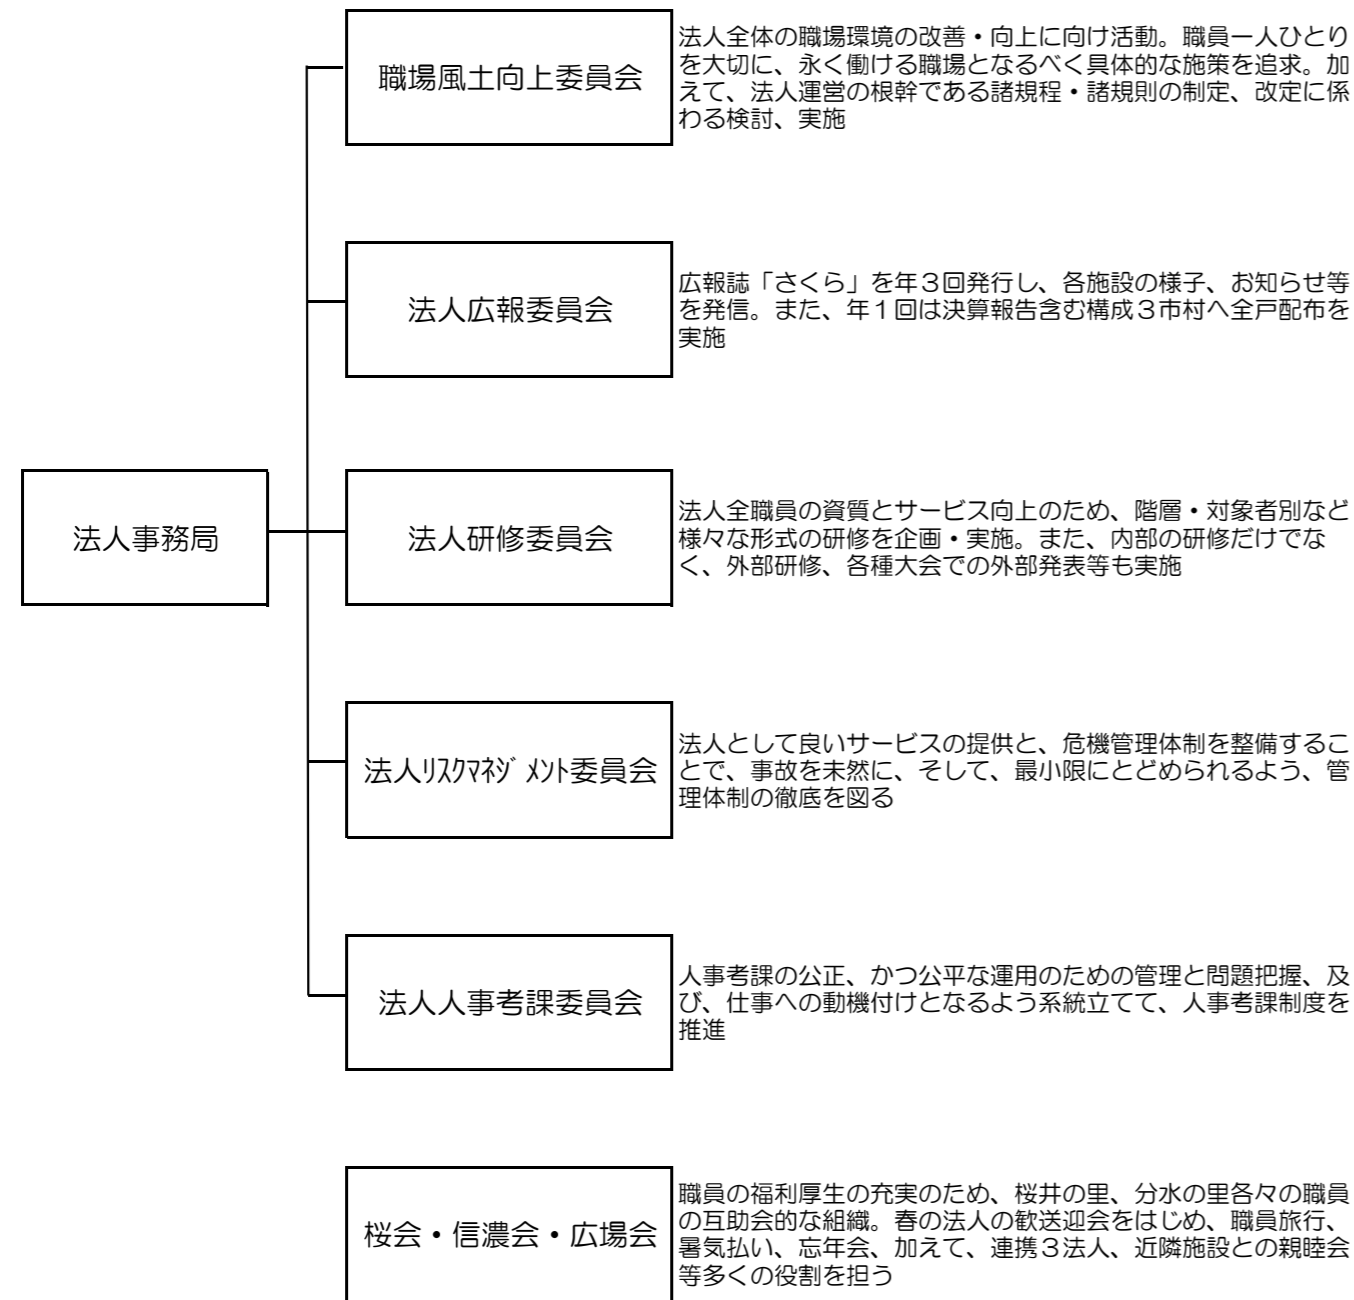 職場風土向上委員会
法人全体の職場環境の改善・向上に向け活動。職員一人ひとり
を大切に、永く働ける職場となるべく具体的な施策を追求。加
えて、法人運営の根幹である諸規程・諸規則の制定、改定に係
わる検討、実施
法人広報委員会
広報誌「さくら」を年３回発行し、各施設の様子、お知らせ等
を発信。また、年１回は決算報告含む構成３市村へ全戸配布を
実施
法人事務局
法人研修委員会
法人全職員の資質とサービス向上のため、階層・対象者別など
様々な形式の研修を企画・実施。また、内部の研修だけでな
く、外部研修、各種大会での外部発表等も実施
法人ﾘｽｸﾏﾈｼﾞﾒﾝﾄ委員会
法人として良いサービスの提供と、危機管理体制を整備するこ
とで、事故を未然に、そして、最小限にとどめられるよう、管
理体制の徹底を図る
法人人事考課委員会
人事考課の公正、かつ公平な運用のための管理と問題把握、及
び、仕事への動機付けとなるよう系統立てて、人事考課制度を
推進
桜会・信濃会・広場会
職員の福利厚生の充実のため、桜井の里、分水の里各々の職員
の互助会的な組織。春の法人の歓送迎会をはじめ、職員旅行、
暑気払い、忘年会、加えて、連携３法人、近隣施設との親睦会
等多くの役割を担う